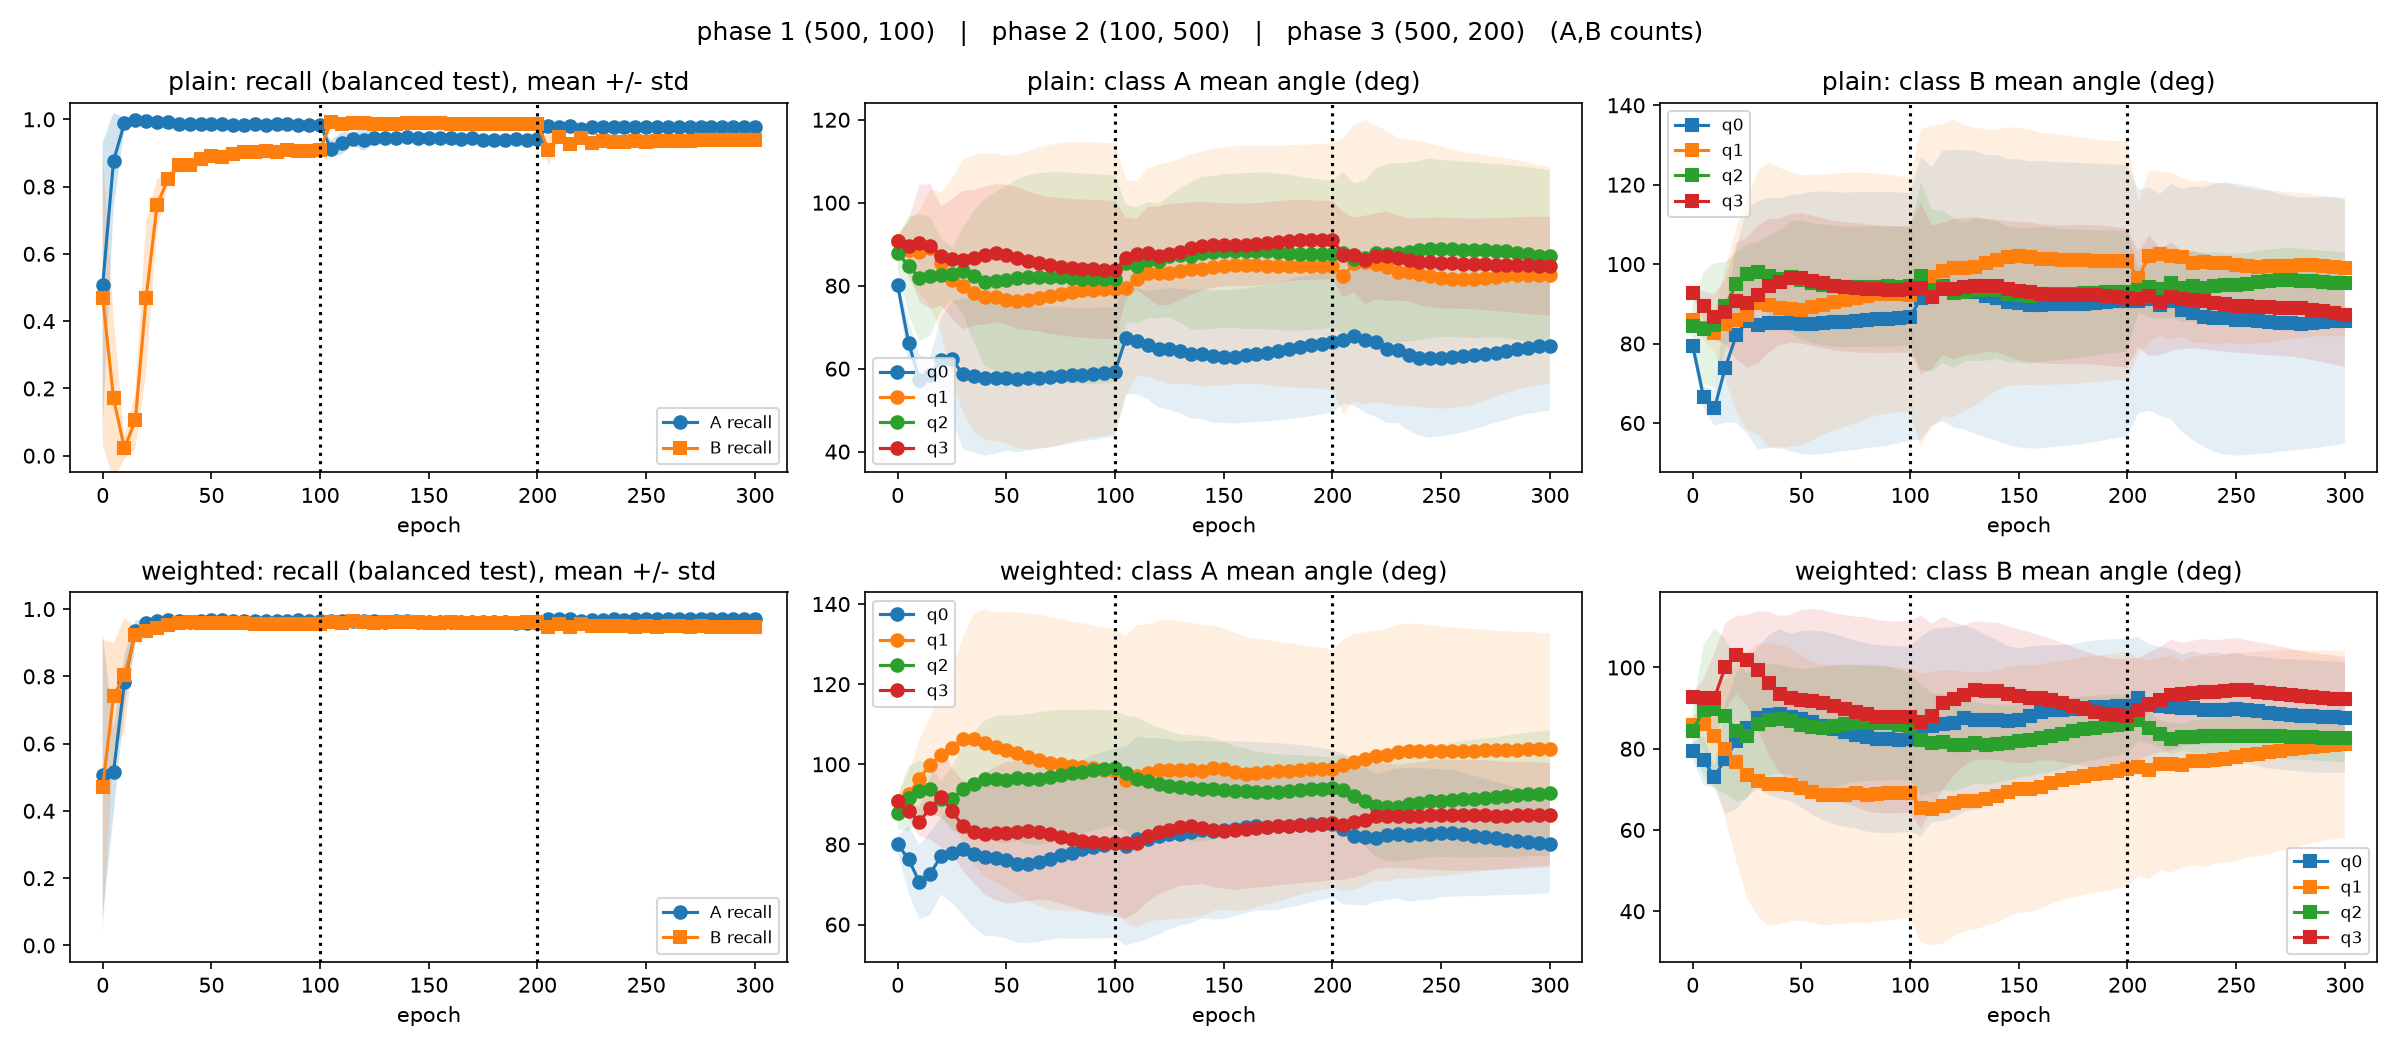 phase 1 (500, 100)   |   phase 2 (100, 500)   |   phase 3 (500, 200)   (A,B counts)
plain: recall (balanced test), mean +/- std
1.0
0.8
0.6
0.4
0.2
0.0
A recall
B recall
0 50 100 150 200 250 300
epoch
plain: class A mean angle (deg)
120
100
80
60
40
q0
q1
q2
q3
0 50 100 150 200 250 300
epoch
plain: class B mean angle (deg)
140
120
100
80
60
q0
q1
q2
q3
0 50 100 150 200 250 300
epoch
weighted: recall (balanced test), mean +/- std
1.0
0.8
0.6
0.4
0.2
0.0
A recall
B recall
0 50 100 150 200 250 300
epoch
weighted: class A mean angle (deg)
140
120
100
80
60
q0
q1
q2
q3
0 50 100 150 200 250 300
epoch
weighted: class B mean angle (deg)
100
80
60
40
q0
q1
q2
q3
0 50 100 150 200 250 300
epoch